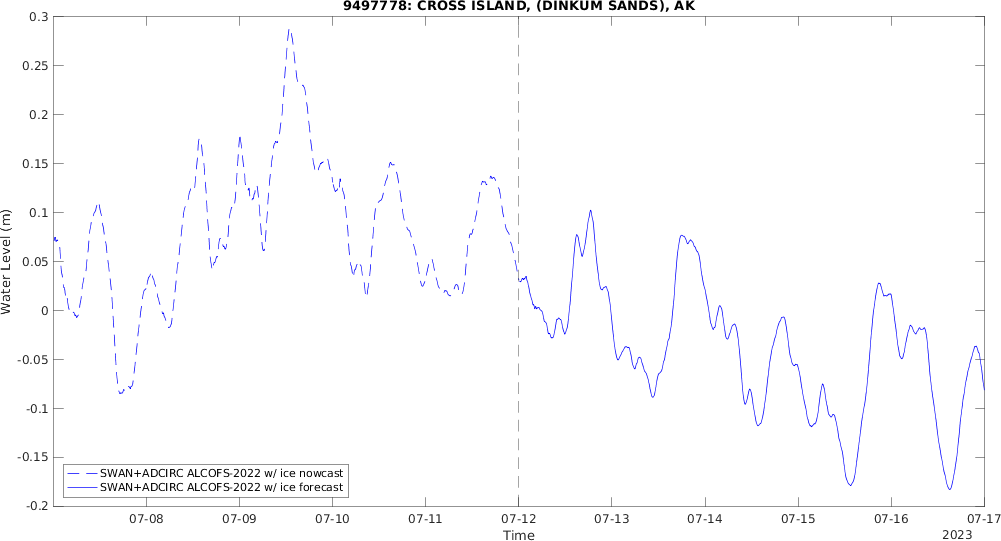 9497778: CROSS ISLAND, (DINKUM SANDS), AK
Water Level (m)
0.3
0.25
0.2
0.15
0.1
0.05
0
-0.05
-0.1
-0.15
-0.2
SWAN+ADCIRC ALCOFS-2022 w/ ice nowcast
SWAN+ADCIRC ALCOFS-2022 w/ ice forecast
07-08 07-09 07-10 07-11 07-12 07-13 07-14 07-15 07-16 07-17
Time
2023